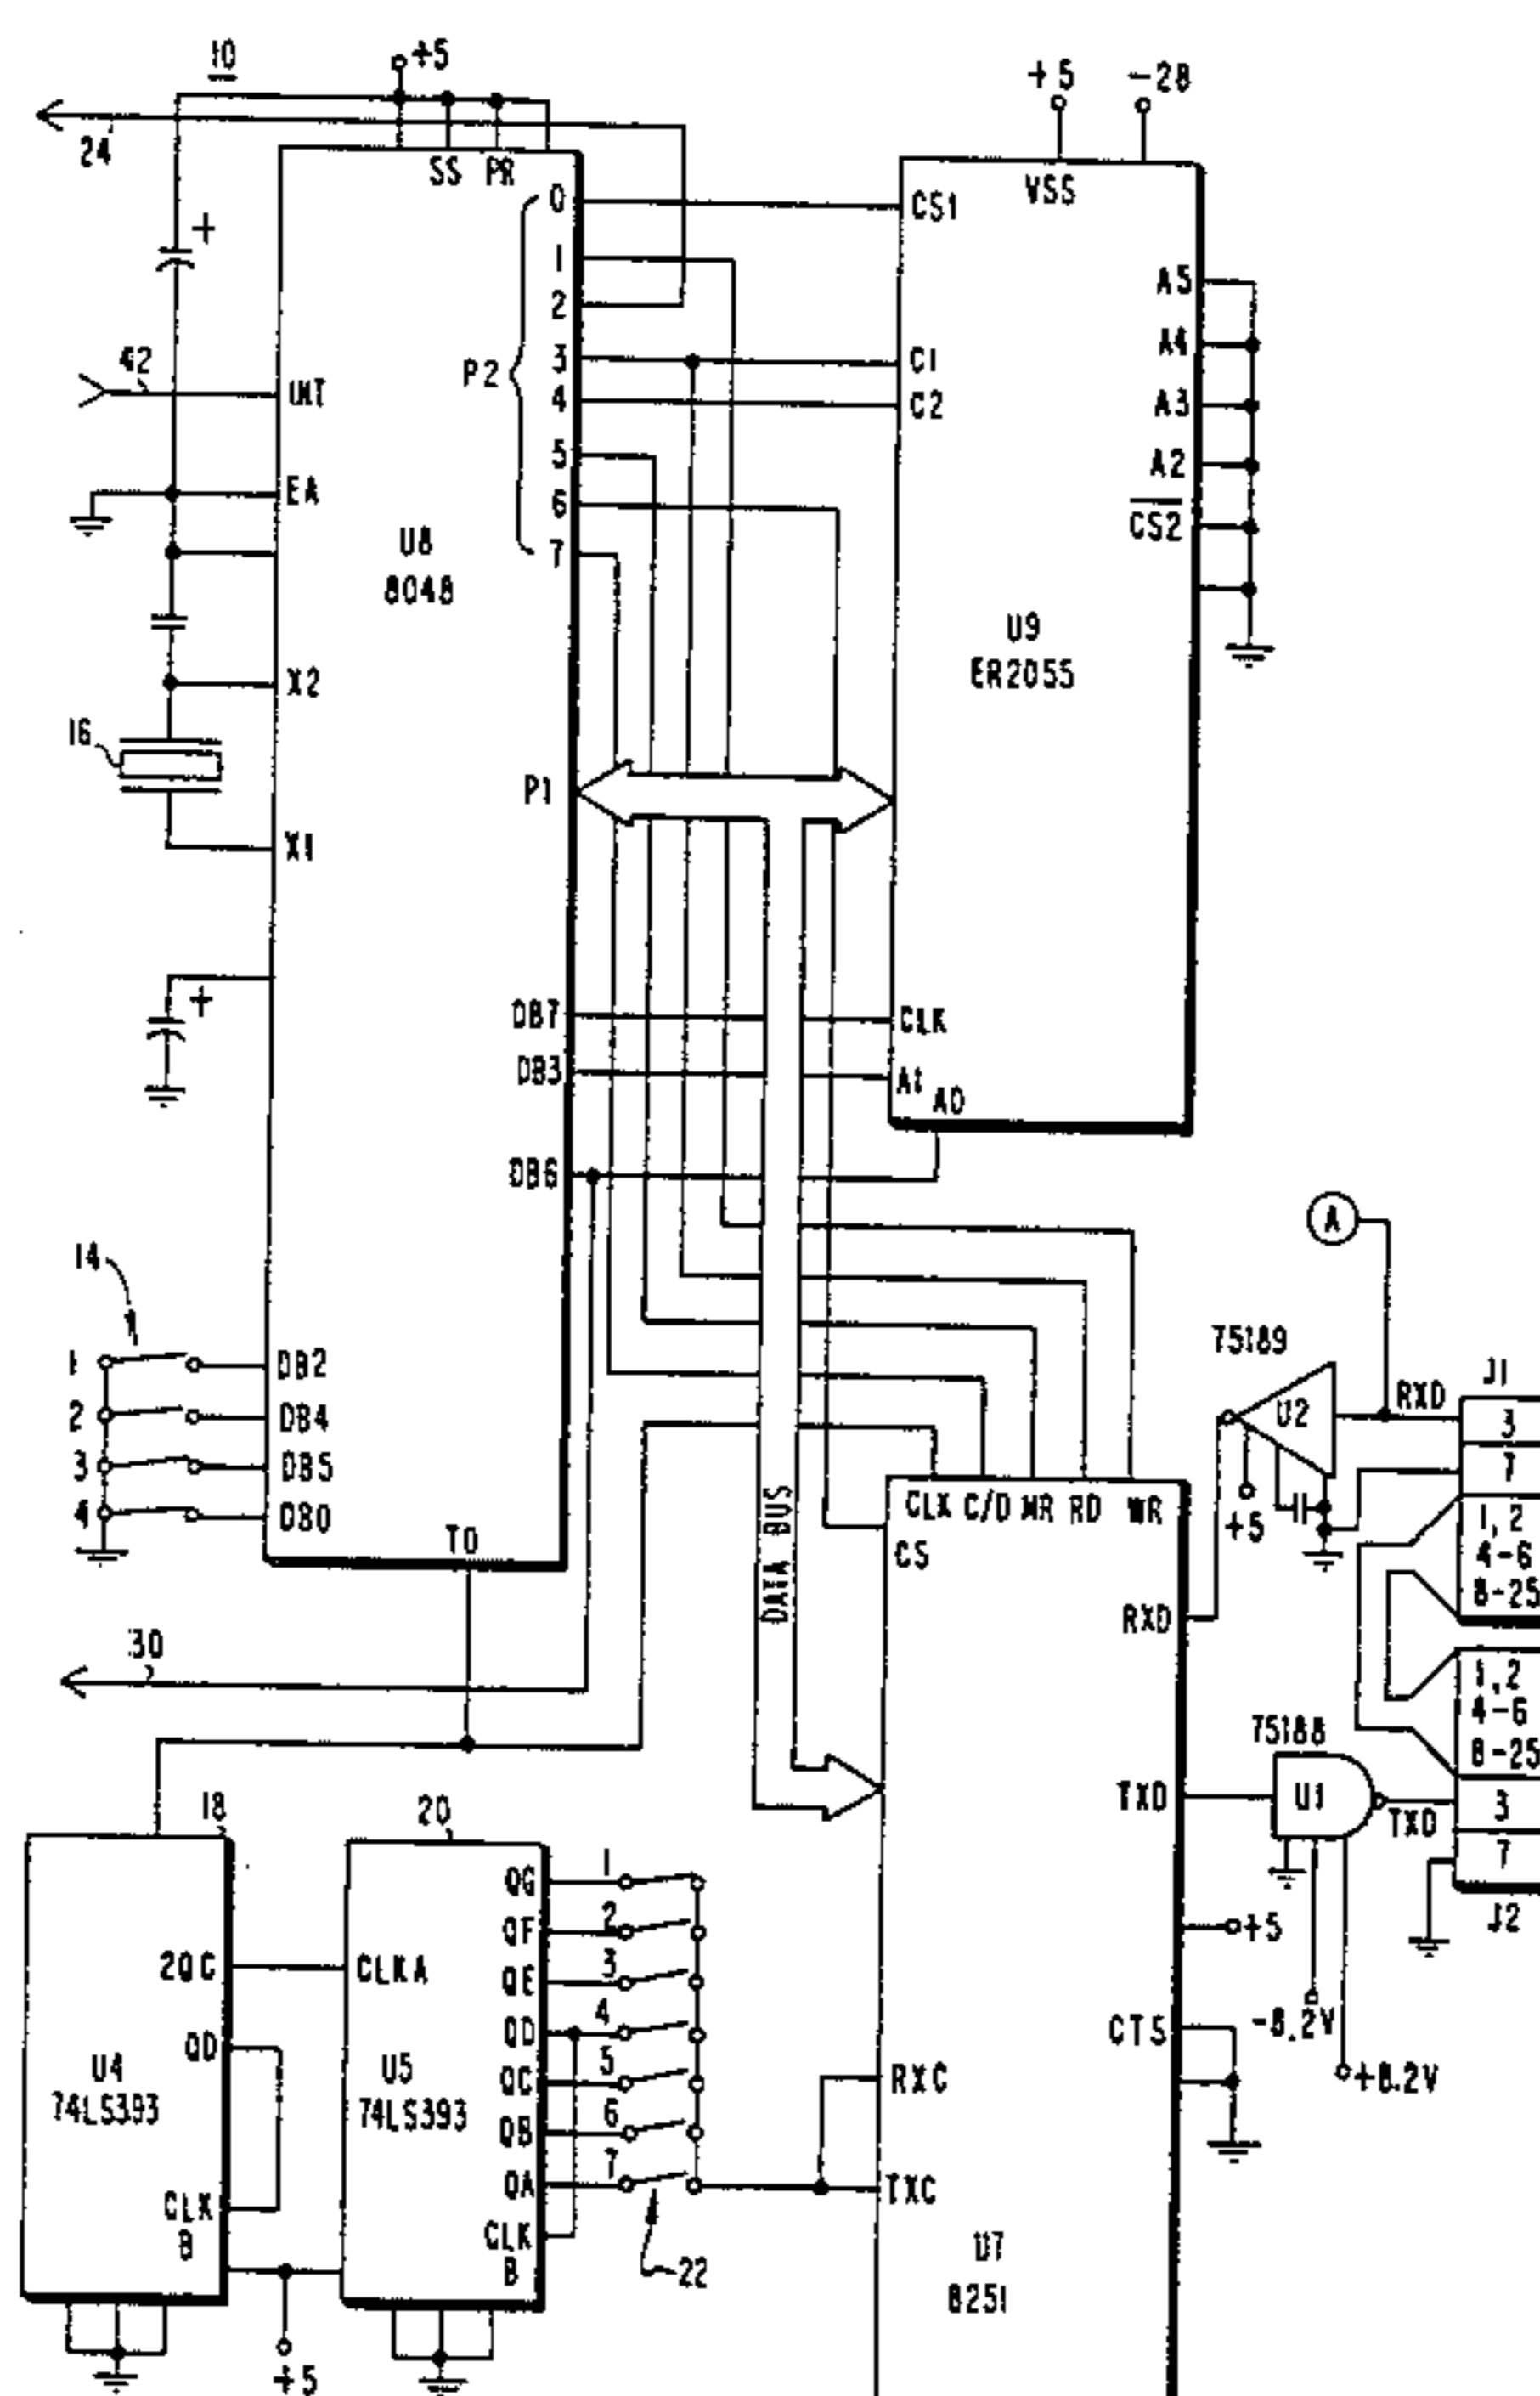 10
+5
24
SS PR
+5
-28
VSS
0
1
2
3
4
5
6
7
P2
CS1
C1
C2
A5
A4
A3
A2
CS2
+
42
INT
EA
U8
8048
U9
ER2055
X2
16
X1
P1
+
DB7
DB3
DB6
CLK
A1
A0
14
1
2
3
4
DB2
DB4
DB5
DB0
T0
A
75189
U2
RXD
J1
3
7
1,2
4-6
8-25
+5
CLK C/D MR RD WR
CS
DATA BUS
RXD
30
1,2
4-6
8-25
3
7
J2
75188
U1
TXD
TXD
+5
-8.2V
+8.2V
CTS
RXC
TXC
U7
8251
18
20
2QC
QD
U4
74LS393
CLK
B
CLKA
U5
74LS393
QG
QF
QE
QD
QC
QB
QA
CLK
B
1
2
3
4
5
6
7
22
+5